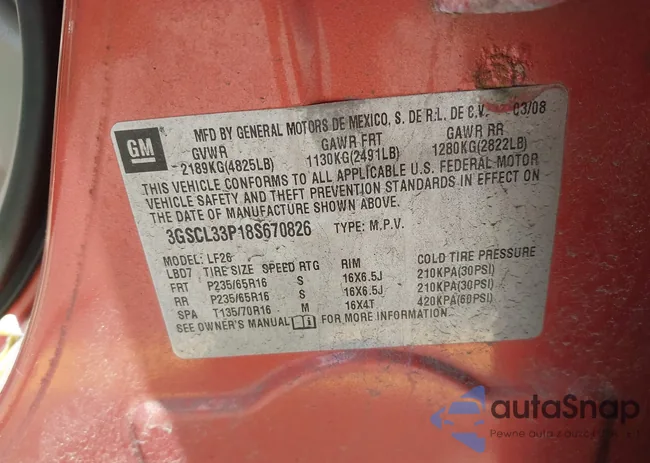 GM
MFD BY GENERAL MOTORS DE MEXICO, S. DE R.L. DE C.V. 03/08
GVWR GAWR FRT GAWR RR
2189KG(4825LB) 1130KG(2491LB) 1280KG(2822LB)
THIS VEHICLE CONFORMS TO ALL APPLICABLE U.S. FEDERAL MOTOR
VEHICLE SAFETY AND THEFT PREVENTION STANDARDS IN EFFECT ON
THE DATE OF MANUFACTURE SHOWN ABOVE.
3GSCL33P18S670826 TYPE: M.P.V.
MODEL: LF26
LBD7 TIRE SIZE SPEED RTG RIM COLD TIRE PRESSURE
FRT P235/65R16 S 16X6.5J 210KPA(30PSI)
RR P235/65R16 S 16X6.5J 210KPA(30PSI)
SPA T135/70R16 M 16X4T 420KPA(60PSI)
SEE OWNER'S MANUAL FOR MORE INFORMATION.
autaSnap
Pewne auta z